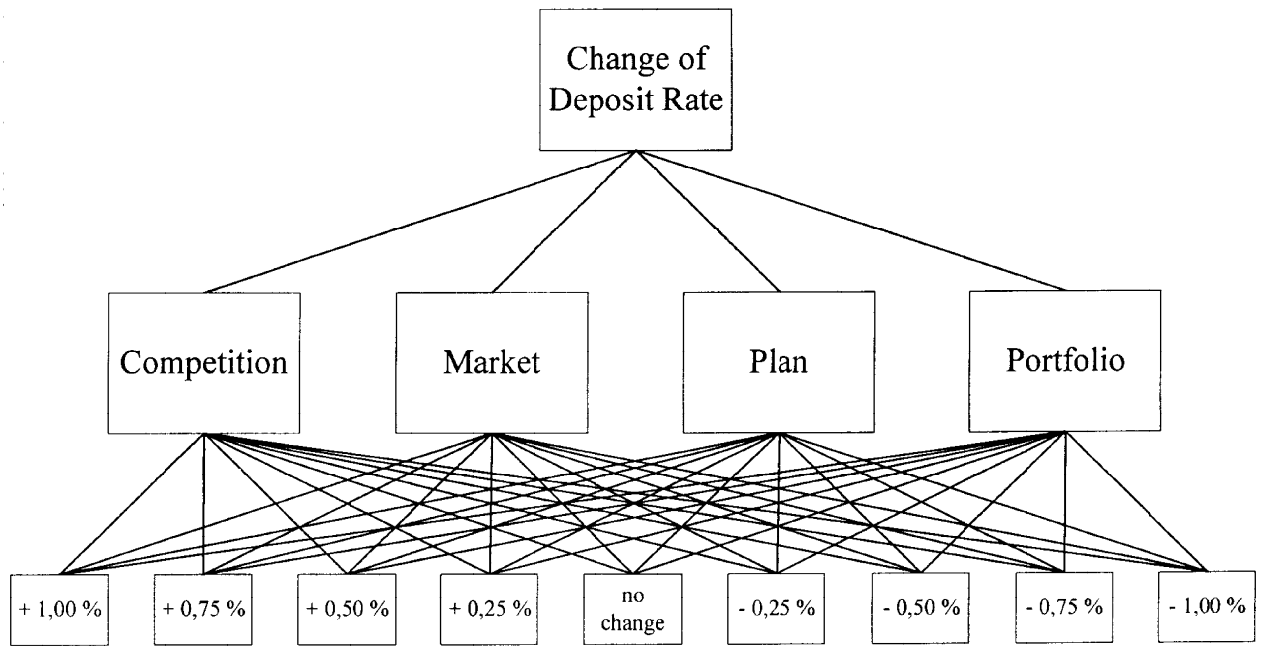 Change of
Deposit Rate
Competition
Market
Plan
Portfolio
+ 1,00 %
+ 0,75 %
+ 0,50 %
+ 0,25 %
no
change
- 0,25 %
- 0,50 %
- 0,75 %
- 1,00 %